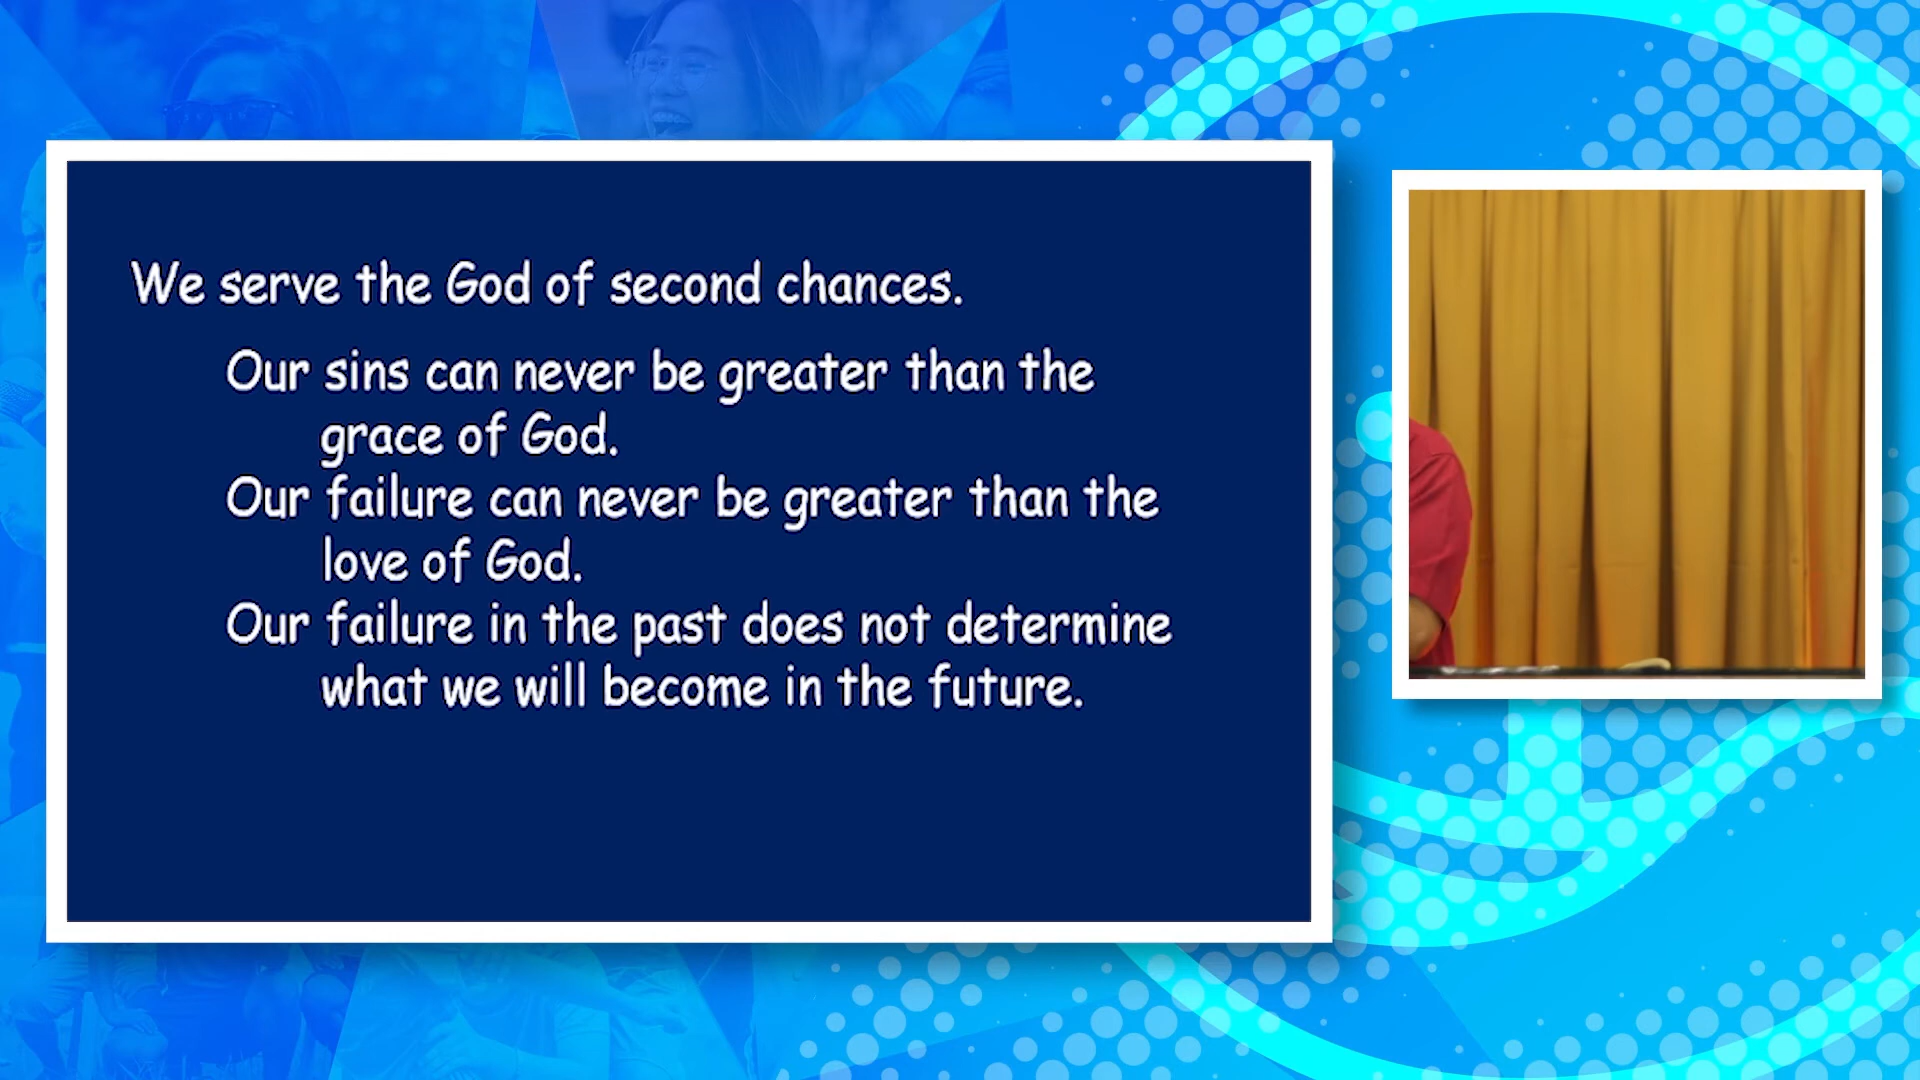 We serve the God of second chances.
Our sins can never be greater than the
grace of God.
Our failure can never be greater than the
love of God.
Our failure in the past does not determine
what we will become in the future.